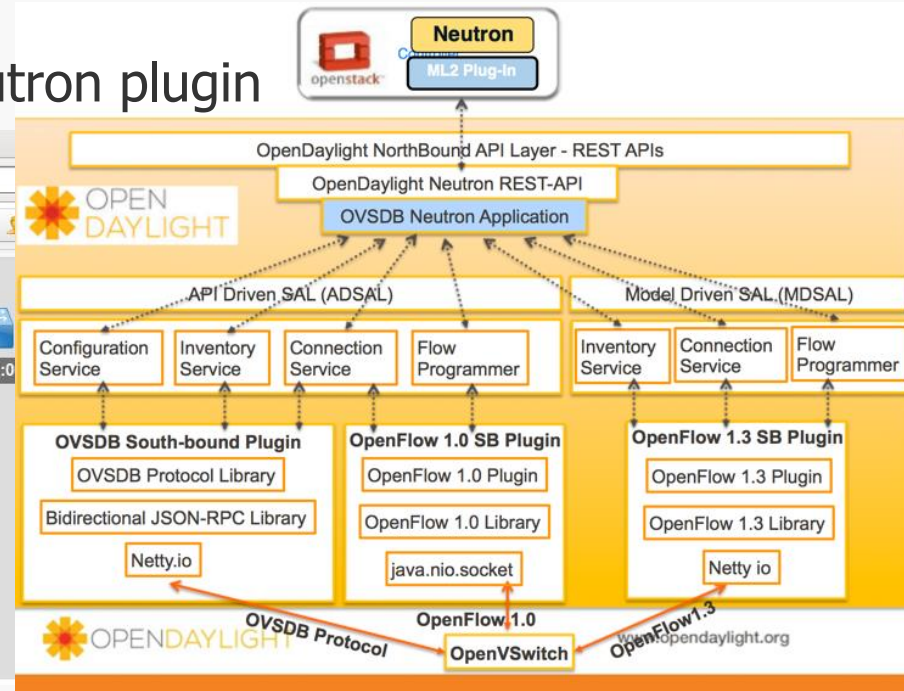 Neutron
openstack
ML2 Plug-In
tron plugin
OpenDaylight NorthBound API Layer - REST APIs
OpenDaylight Neutron REST-API
OPEN
DAYLIGHT
OVSDB Neutron Application
API Driven SAL (ADSAL)
Model Driven SAL (MDSAL)
Configuration
Service
Inventory
Service
Connection
Service
Flow
Programmer
Inventory
Service
Connection
Service
Flow
Programmer
OVSDB South-bound Plugin
OVSDB Protocol Library
Bidirectional JSON-RPC Library
Netty.io
OpenFlow 1.0 SB Plugin
OpenFlow 1.0 Plugin
OpenFlow 1.0 Library
java.nio.socket
OpenFlow 1.3 SB Plugin
OpenFlow 1.3 Plugin
OpenFlow 1.3 Library
Netty io
OPENDAYLIGHT
OVSDB Protocol
OpenFlow 1.0
OpenVSwitch
OpenFlow1.3
www.opendaylight.org